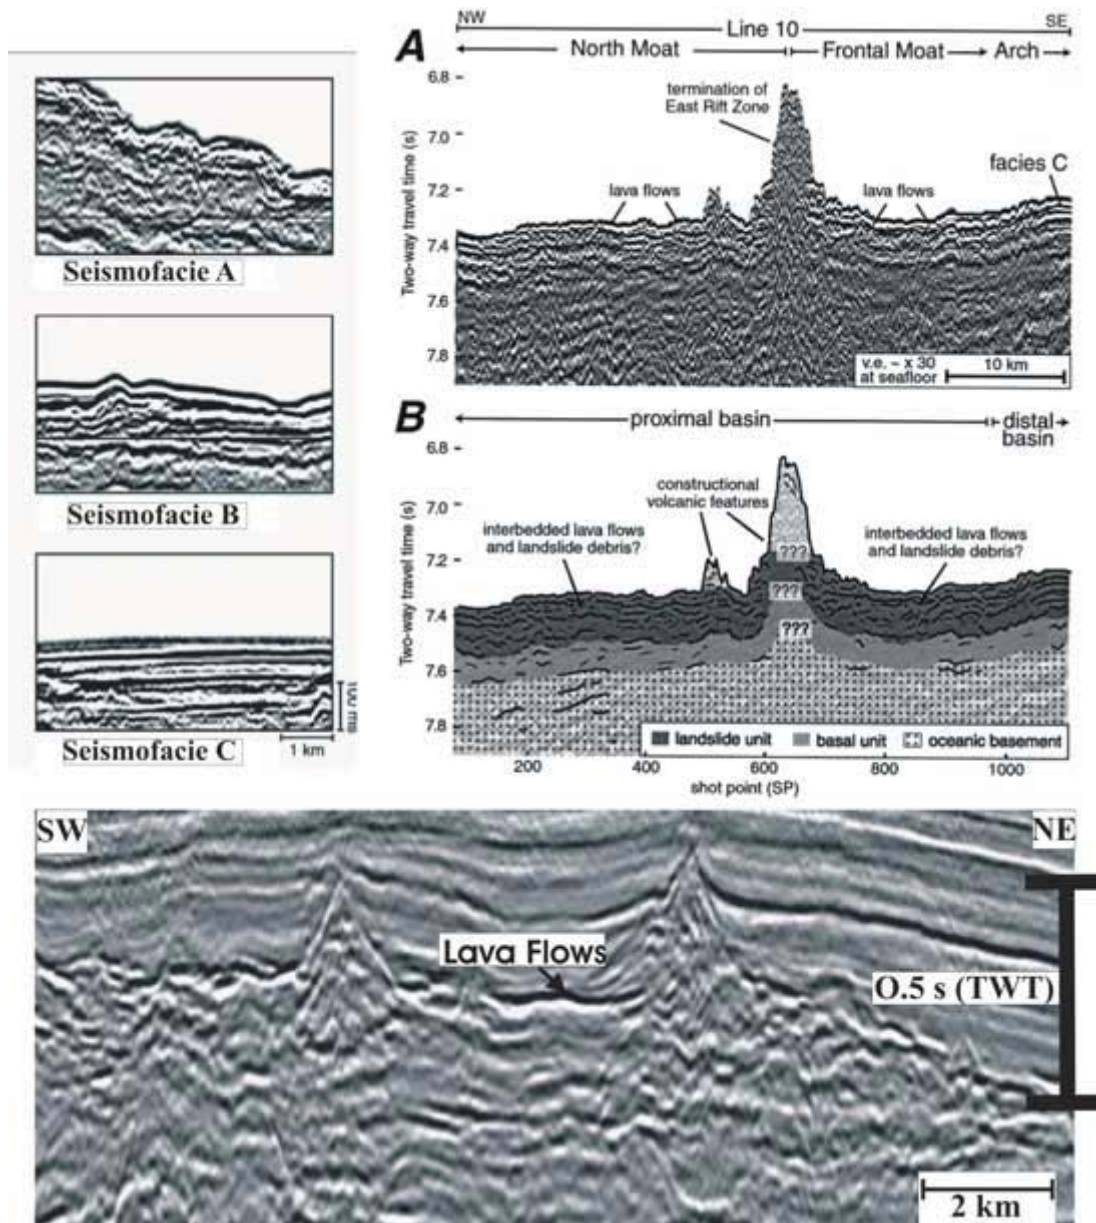 Seismofacie A
Seismofacie B
100 ms
1 km
Seismofacie C
A
NW
Line 10
SE
North Moat
Frontal Moat
Arch
Two-way travel time (s)
6.8
7.0
7.2
7.4
7.6
7.8
termination of
East Rift Zone
facies C
lava flows
lava flows
v.e. ~ x 30
at seafloor
10 km
B
proximal basin
distal
basin
Two-way travel time (s)
6.8
7.0
7.2
7.4
7.6
7.8
constructional
volcanic features
interbedded lava flows
and landslide debris?
interbedded lava flows
and landslide debris?
???
???
???
landslide unit
basal unit
oceanic basement
200
400
600
800
1000
shot point (SP)
SW
NE
Lava Flows
O.5 s (TWT)
2 km